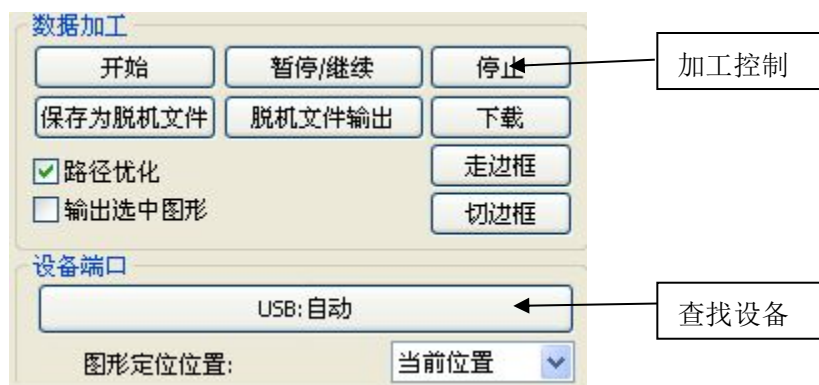 数据加工
开始 暂停/继续 停止 加工控制
保存为脱机文件 脱机文件输出 下载
路径优化 走边框
输出选中图形 切边框
设备端口
USB:自动 查找设备
图形定位位置: 当前位置